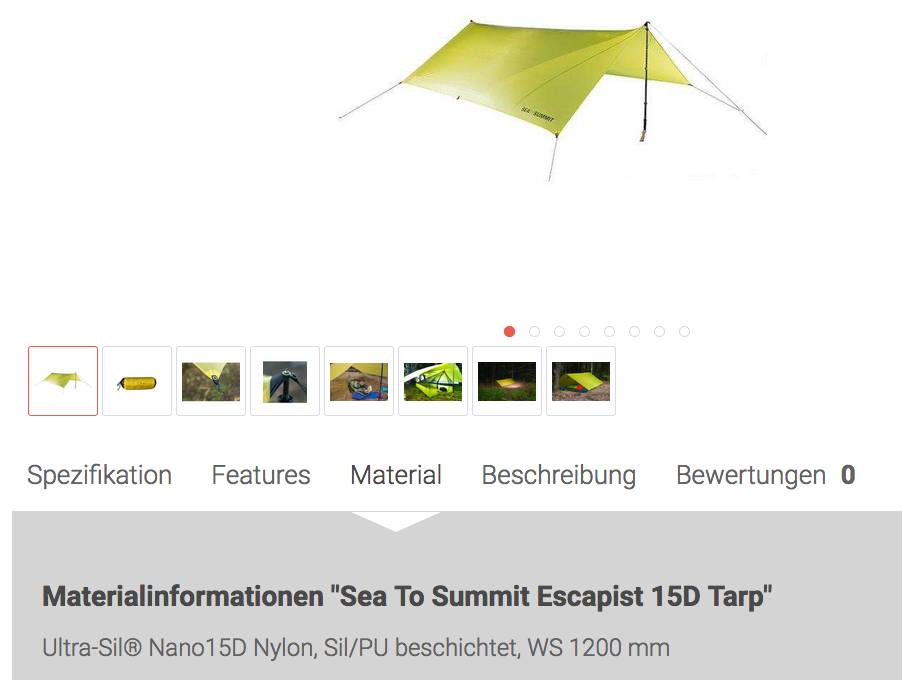 SEA TO SUMMIT
Spezifikation Features Material Beschreibung Bewertungen 0
Materialinformationen "Sea To Summit Escapist 15D Tarp"
Ultra-Sil® Nano15D Nylon, Sil/PU beschichtet, WS 1200 mm